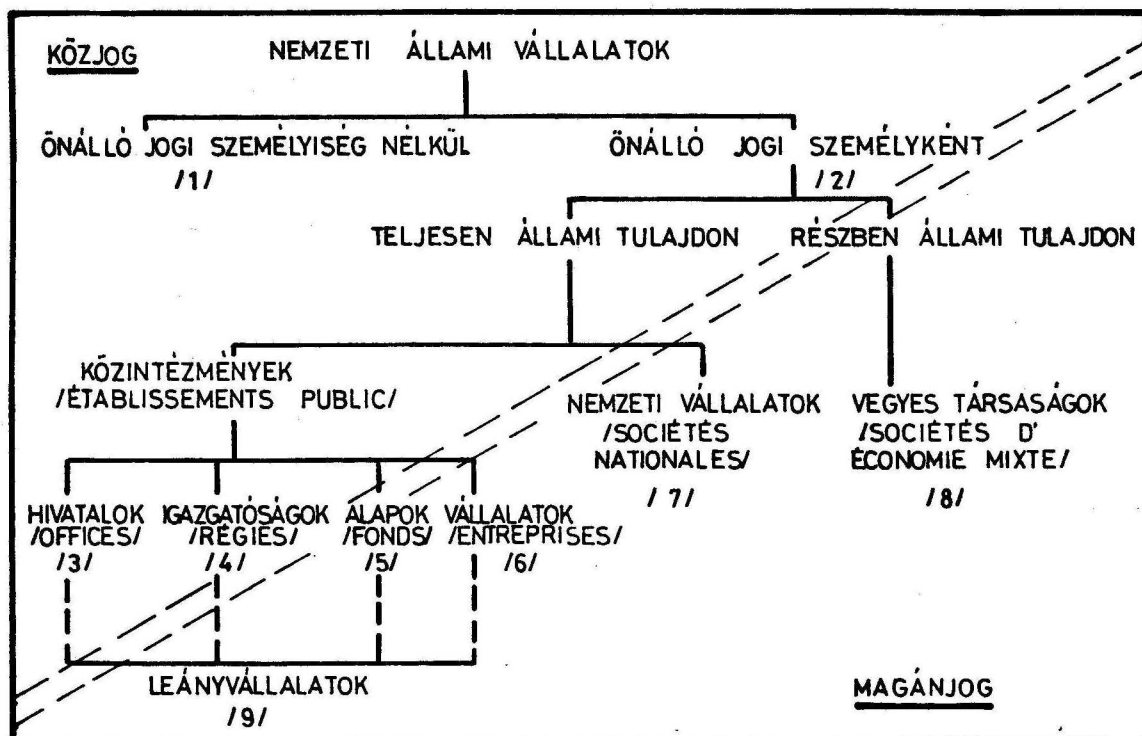 KÖZJOG
NEMZETI ÁLLAMI VÁLLALATOK
ÖNÁLLÓ JOGI SZEMÉLYISÉG NÉLKÜL
/1/
ÖNÁLLÓ JOGI SZEMÉLYKÉNT
/2/
TELJESEN ÁLLAMI TULAJDON
RÉSZBEN ÁLLAMI TULAJDON
KÖZINTÉZMÉNYEK
/ÉTABLISSEMENTS PUBLIC/
NEMZETI VÁLLALATOK
/SOCIÉTÉS
NATIONALES/
/7/
VEGYES TÁRSASÁGOK
/SOCIÉTÉS D'
ÉCONOMIE MIXTE/
/8/
HIVATALOK
/OFFICES/
/3/
IGAZGATÓSÁGOK
/RÉGIES/
/4/
ALAPOK
/FONDS/
/5/
VÁLLALATOK
/ENTREPRISES/
/6/
LEÁNYVÁLLALATOK
/9/
MAGÁNJOG